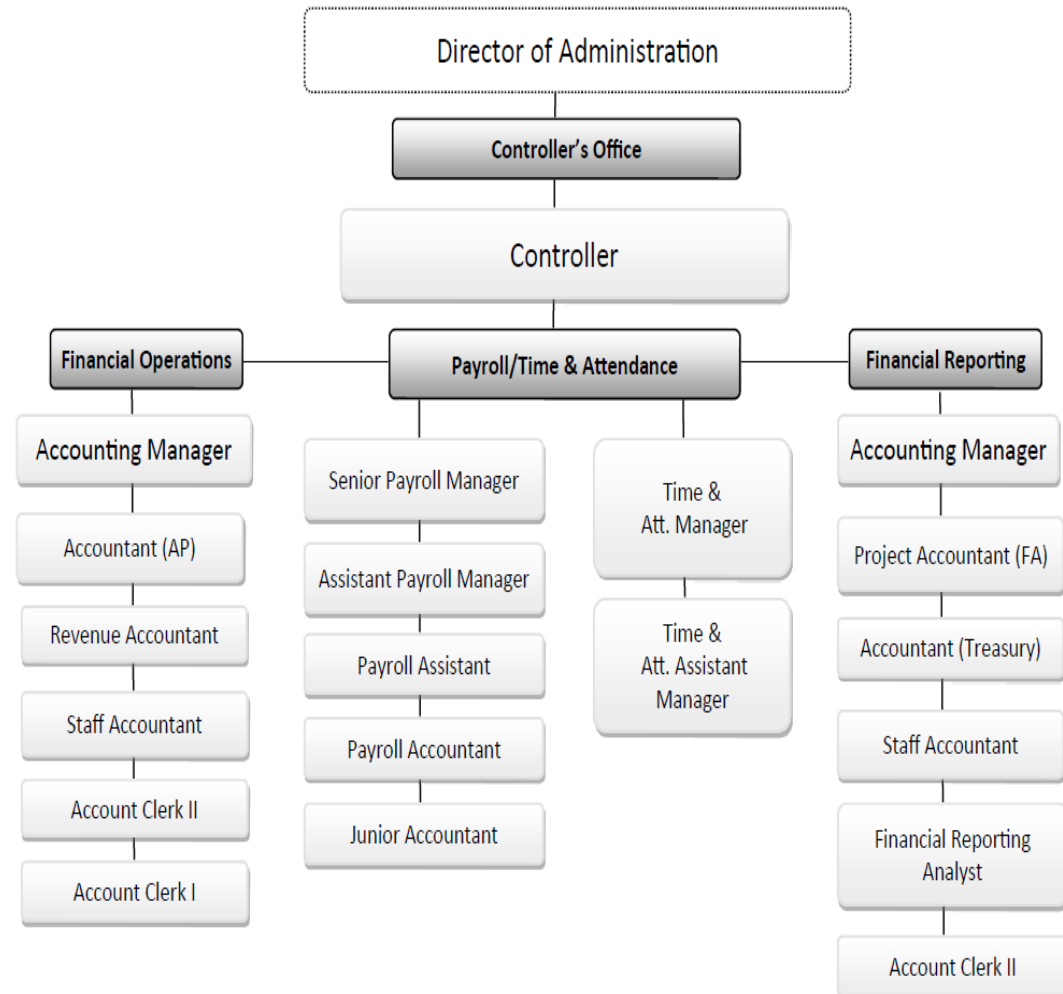 Director of Administration
Controller’s Office
Controller
Financial Operations
Payroll/Time & Attendance
Financial Reporting
Accounting Manager
Accountant (AP)
Revenue Accountant
Staff Accountant
Account Clerk II
Account Clerk I
Senior Payroll Manager
Assistant Payroll Manager
Payroll Assistant
Payroll Accountant
Junior Accountant
Time &
Att. Manager
Time &
Att. Assistant
Manager
Accounting Manager
Project Accountant (FA)
Accountant (Treasury)
Staff Accountant
Financial Reporting
Analyst
Account Clerk II